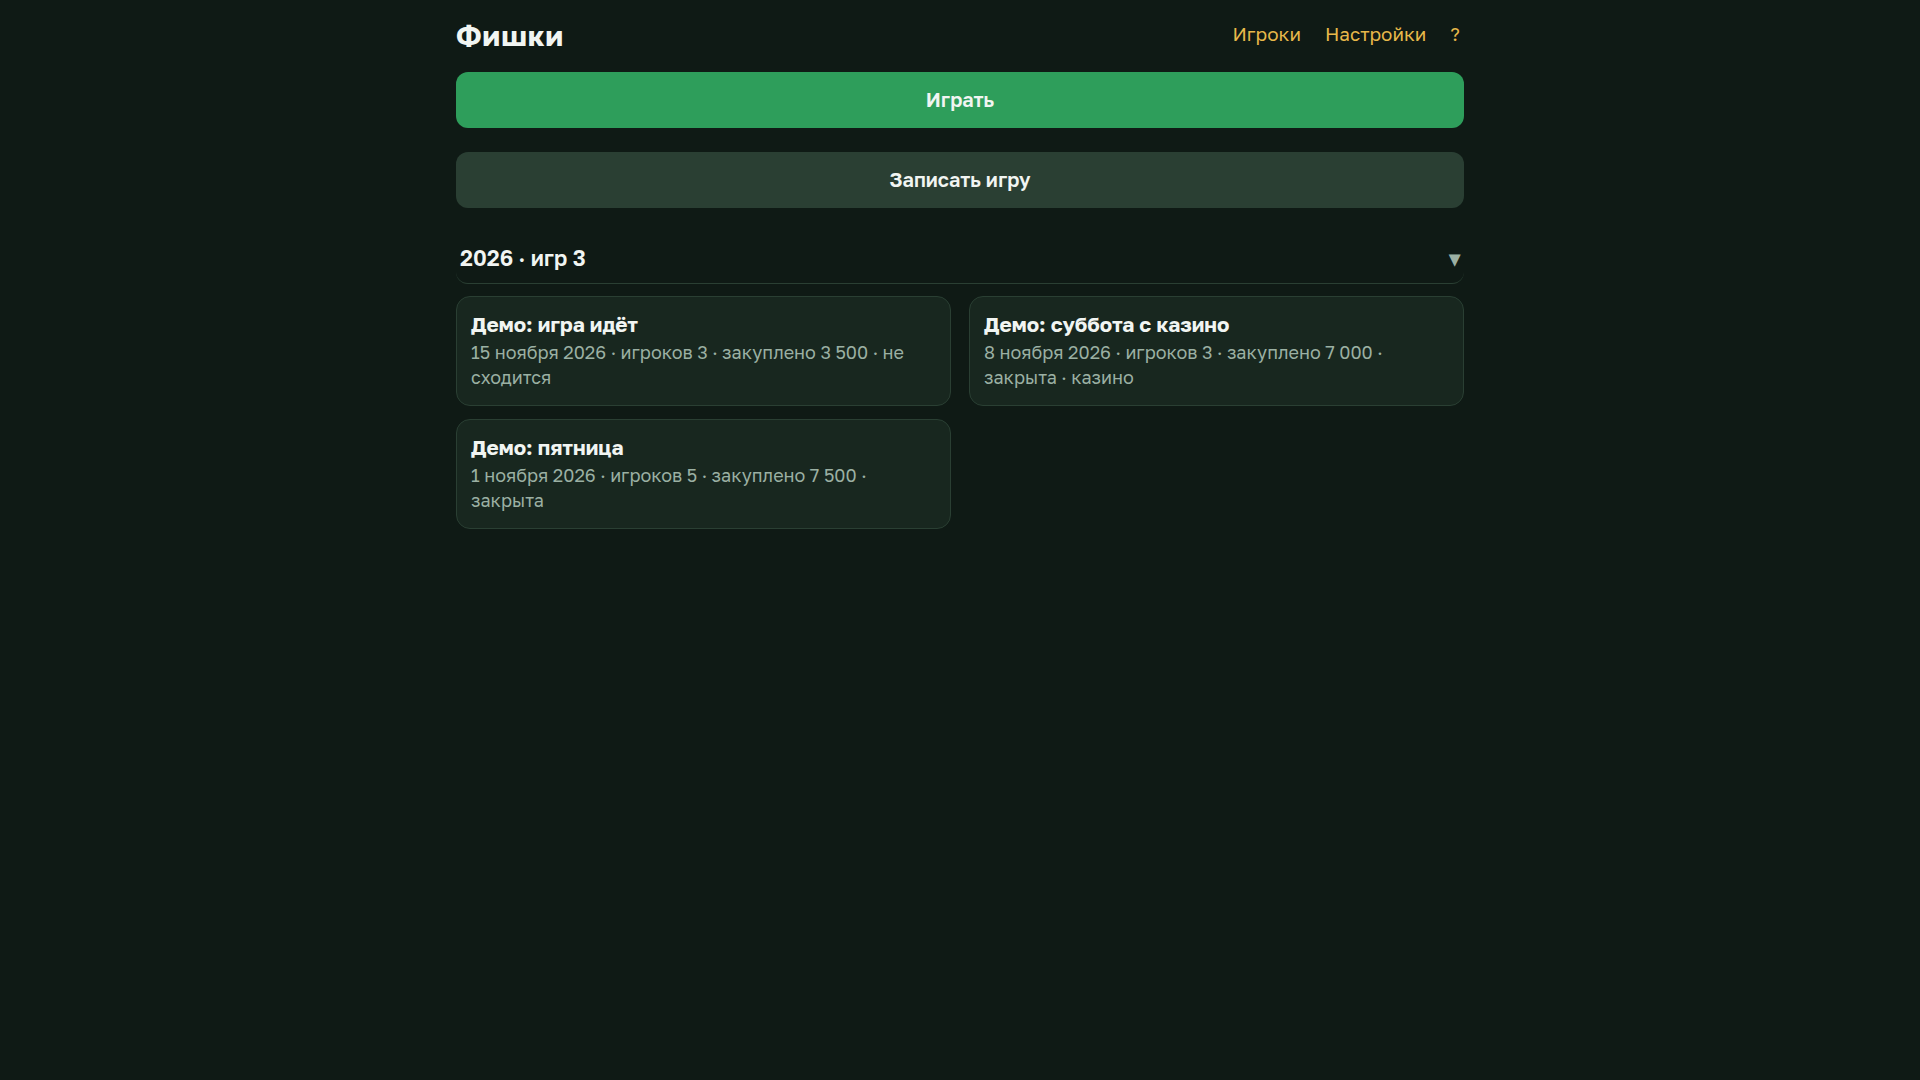 Фишки
Игроки Настройки ?
Играть
Записать игру
2026 · игр 3 ▼
Демо: игра идёт
15 ноября 2026 · игроков 3 · закуплено 3 500 · не
сходится
Демо: суббота с казино
8 ноября 2026 · игроков 3 · закуплено 7 000 ·
закрыта · казино
Демо: пятница
1 ноября 2026 · игроков 5 · закуплено 7 500 ·
закрыта